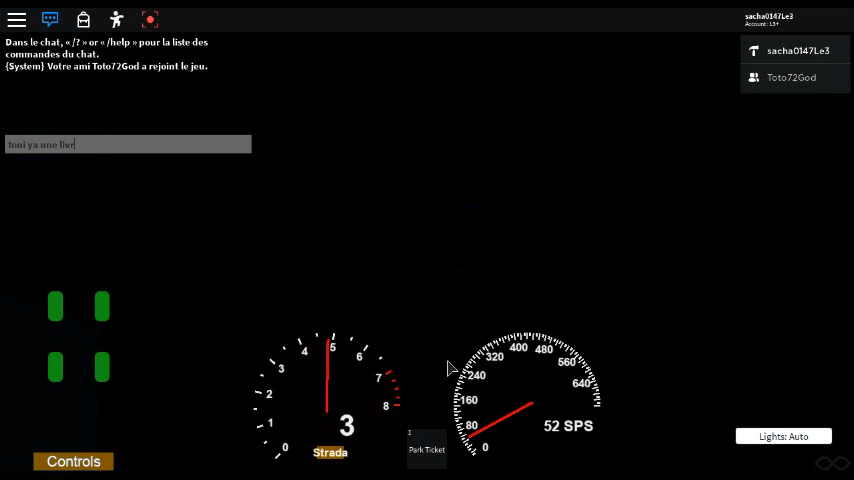 sacha0147Le3
Account: 13+
Dans le chat, « /? » or « /help » pour la liste des
commandes du chat.
{System} Votre ami Toto72God a rejoint le jeu.
sacha0147Le3
Toto72God
toni ya une livr
0
1
2
3
4
5
6
7
8
3
Strada
0
80
160
240
320
400
480
560
640
52 SPS
1
Park Ticket
Lights: Auto
Controls